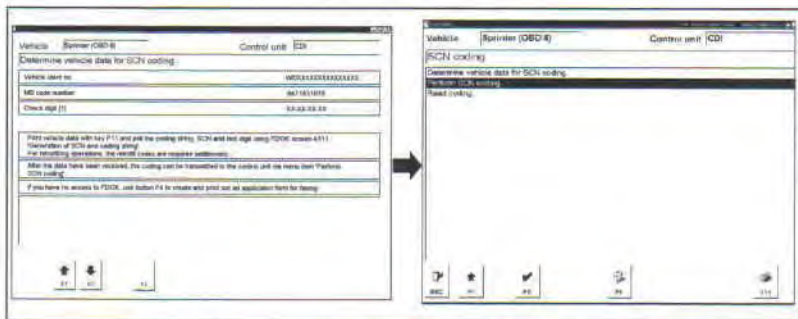 Vehicle Sprinter (OBD-II) Control unit CDI
Determine vehicle data for SCN coding
Vehicle ident no.
MB code number
Check digit (1) XX-XX-XX-XX
Print vehicle data with key F11 and poll the coding string, SCN and test digit using FDOK screen
"Generation of SCN and coding string".
For retrofitting operations, the retrofit codes are required additionally.
After the data have been received, the coding can be transmitted to the control unit via menu item "Perform
SCN coding".
If you have no access to FDOK, use button F4 to create and print out an application form for faxing.
Vehicle Sprinter (OBD-II) Control unit CDI
SCN coding
Determine vehicle data for SCN coding
Perform SCN coding
Read coding
ESC F1 F11